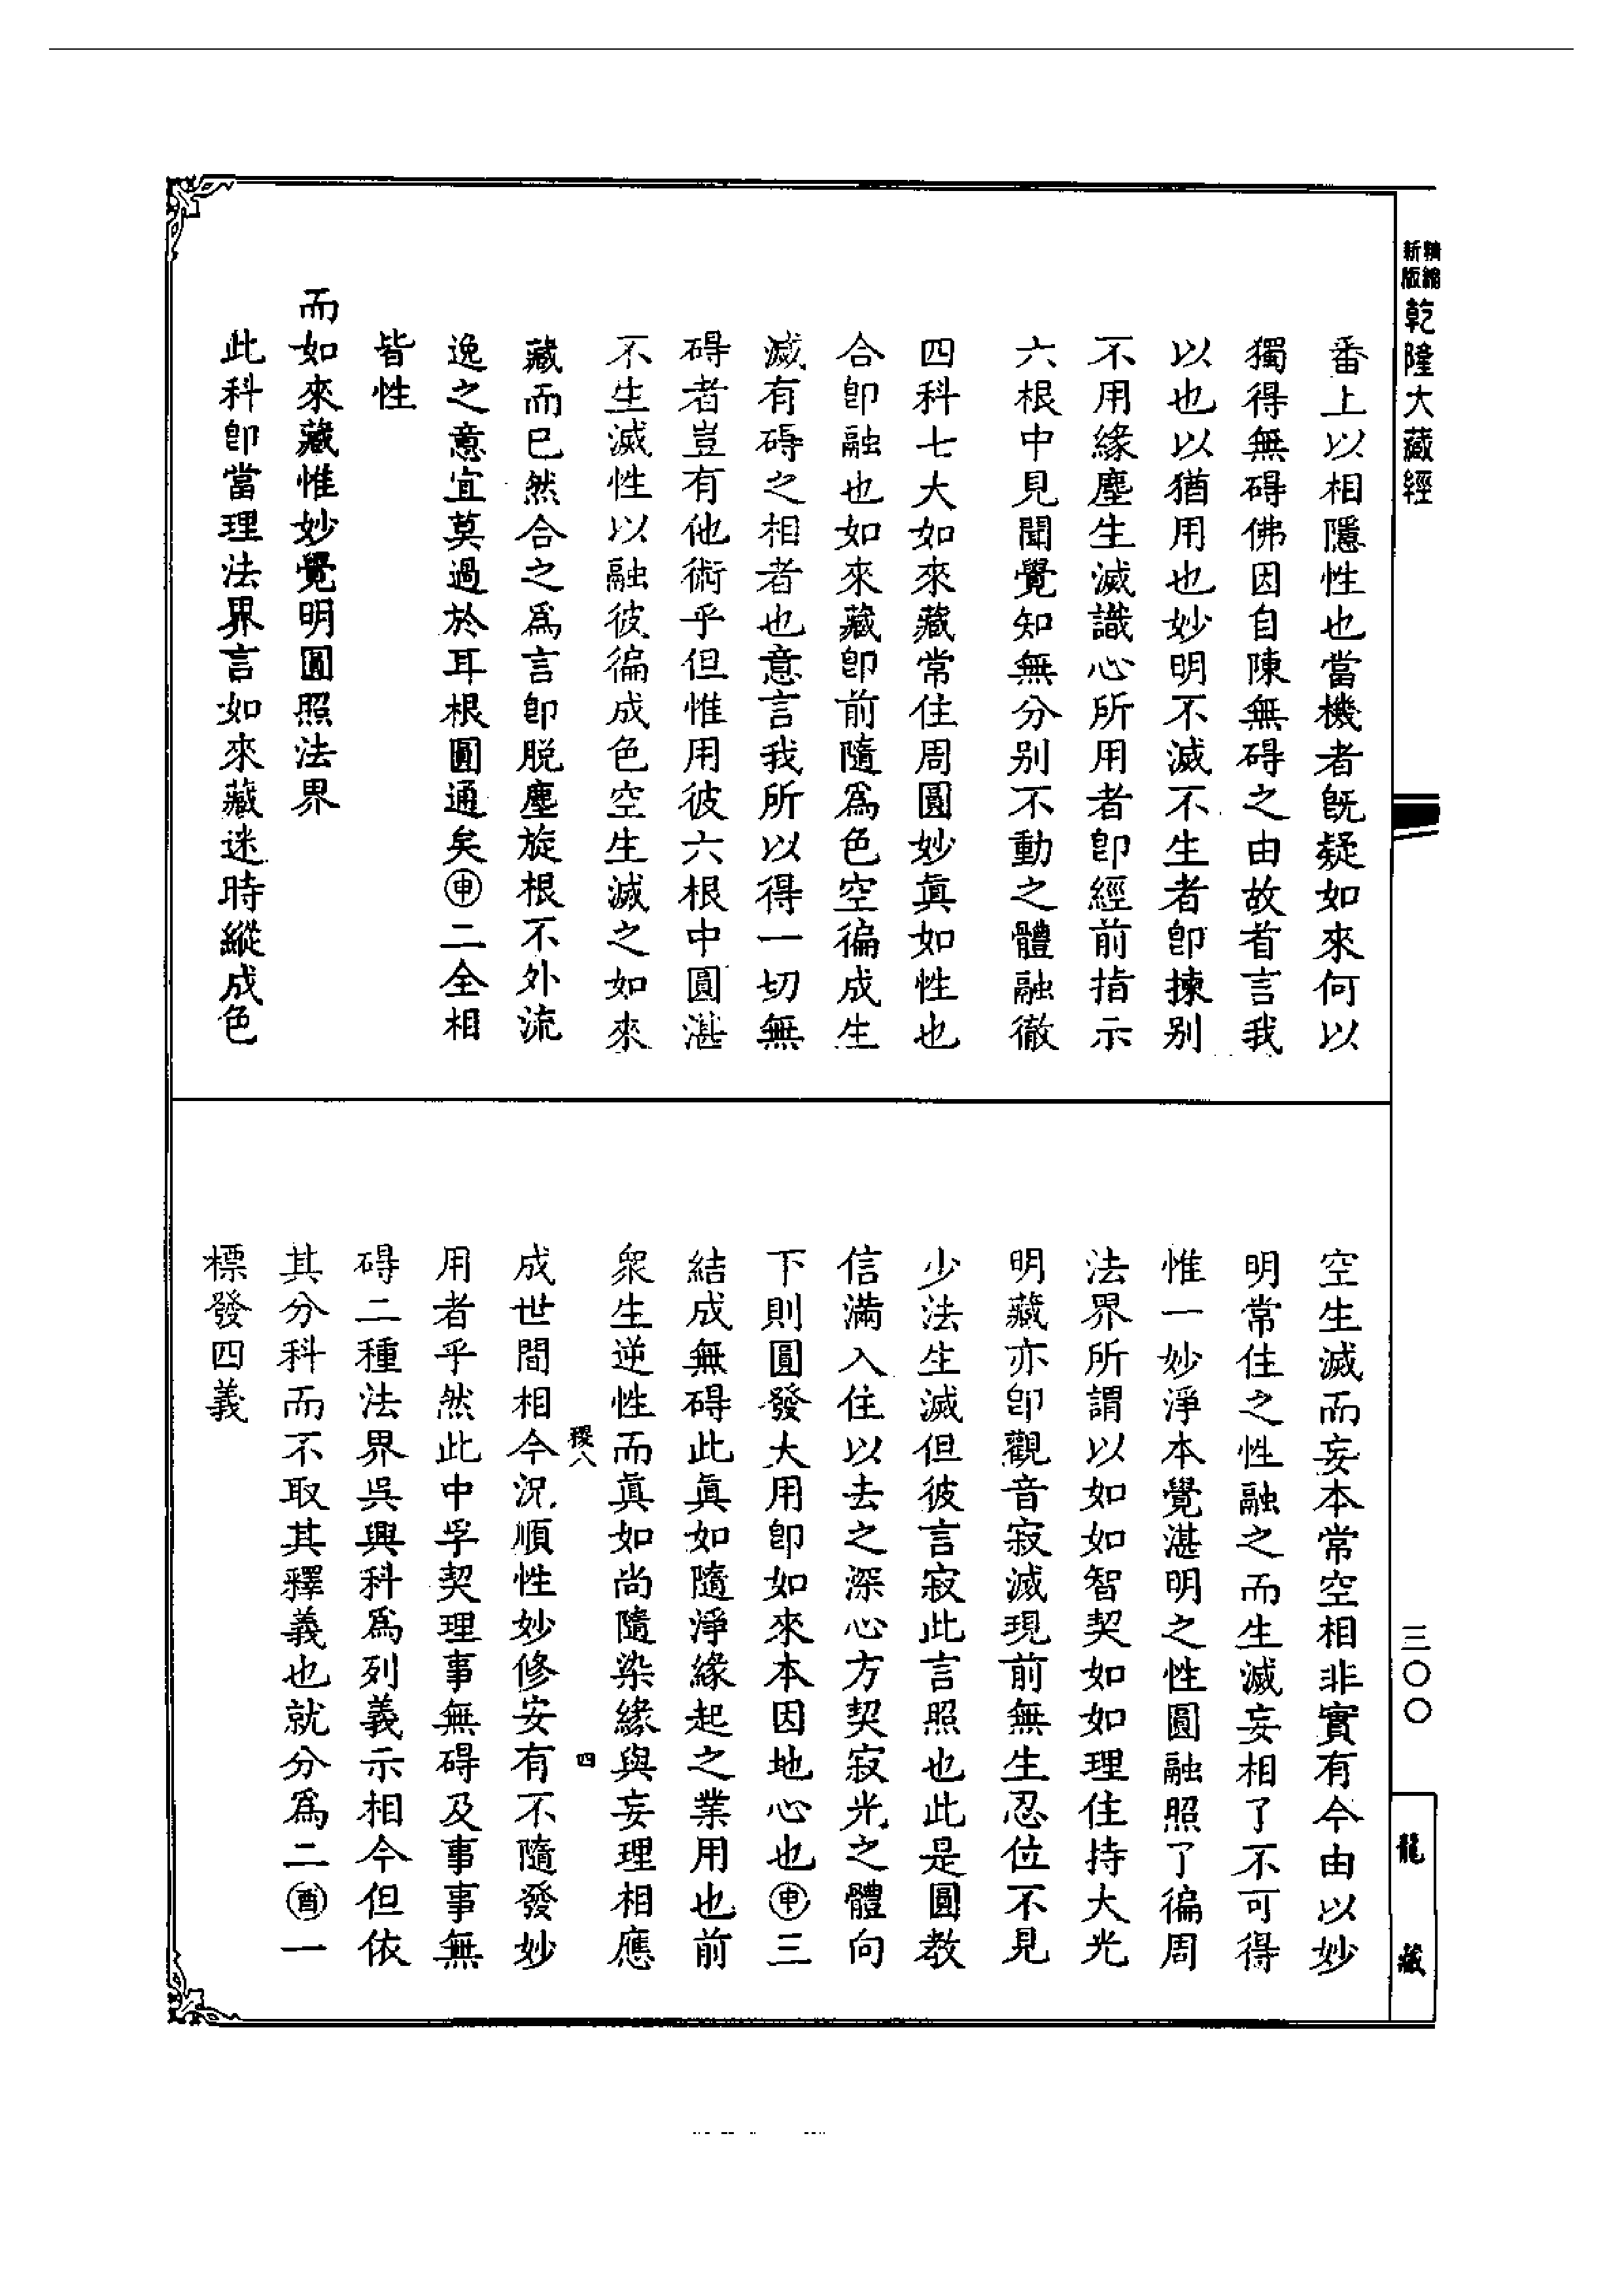 精縮
新版
乾隆大藏經
番上以相隱性也當機者旣疑如來何以
獨得無碍佛因自陳無碍之由故首言我
以也以猶用也妙明不滅不生者卽揀别
不用緣塵生滅識心所用者卽經前指示
六根中見聞覺知無分别不動之體融徹
四科七大如來藏常住周圓妙眞如性也
合卽融也如來藏卽前隨爲色空徧成生
滅有碍之相者也意言我所以得一切無
碍者豈有他術乎但惟用彼六根中圓湛
不生滅性以融彼徧成色空生滅之如來
藏而已然合之爲言卽脱塵旋根不外流
逸之意宜莫過於耳根圓通矣㊥二全相
皆性
而如來藏惟妙覺明圓照法界
此科卽當理法界言如來藏迷時縱成色
空生滅而妄本常空相非實有今由以妙
明常住之性融之而生滅妄相了不可得
惟一妙淨本覺湛明之性圓融照了徧周
法界所謂以如如智契如如理住持大光
明藏亦卽觀音寂滅現前無生忍位不見
少法生滅但彼言寂此言照也此是圓教
信滿入住以去之深心方契寂光之體向
下則圓發大用卽如來本因地心也申三
結成無碍此眞如隨淨緣起之業用也前
衆生逆性而眞如尚隨染緣與妄理相應
稷八
四
成世間相今況順性妙修安有不隨發妙
用者乎然此中孚契理事無碍及事事無
碍二種法界呉興科爲列義示相今但依
其分科而不取其釋義也就分爲二酉一
標發四義
三〇〇
龍藏